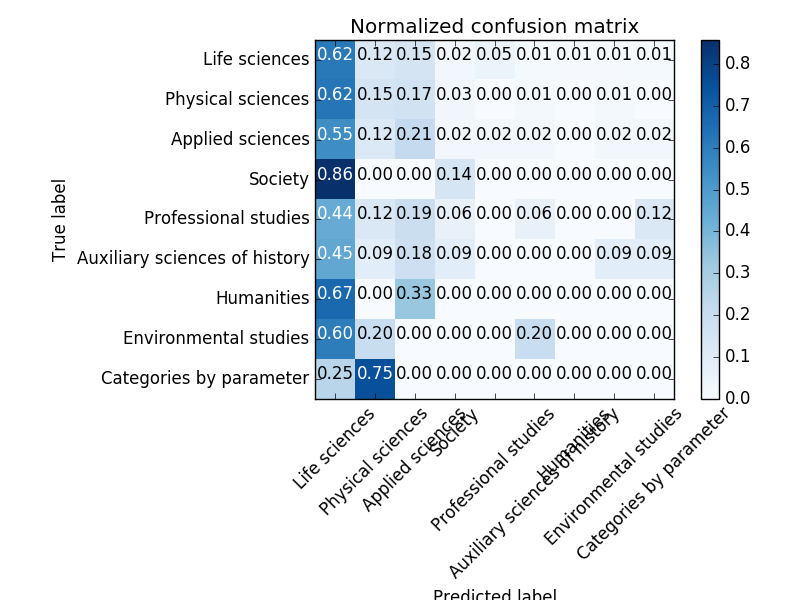 Normalized confusion matrix
True label
Life sciences 0.62 0.12 0.15 0.02 0.05 0.01 0.01 0.01 0.01
Physical sciences 0.62 0.15 0.17 0.03 0.00 0.01 0.00 0.01 0.00
Applied sciences 0.55 0.12 0.21 0.02 0.02 0.02 0.00 0.02 0.02
Society 0.86 0.00 0.00 0.14 0.00 0.00 0.00 0.00 0.00
Professional studies 0.44 0.12 0.19 0.06 0.00 0.06 0.00 0.00 0.12
Auxiliary sciences of history 0.45 0.09 0.18 0.09 0.00 0.00 0.00 0.09 0.09
Humanities 0.67 0.00 0.33 0.00 0.00 0.00 0.00 0.00 0.00
Environmental studies 0.60 0.20 0.00 0.00 0.00 0.20 0.00 0.00 0.00
Categories by parameter 0.25 0.75 0.00 0.00 0.00 0.00 0.00 0.00 0.00
Life sciences
Physical sciences
Applied sciences
Society
Professional studies
Auxiliary sciences of history
Humanities
Environmental studies
Categories by parameter
Predicted label
0.8
0.7
0.6
0.5
0.4
0.3
0.2
0.1
0.0